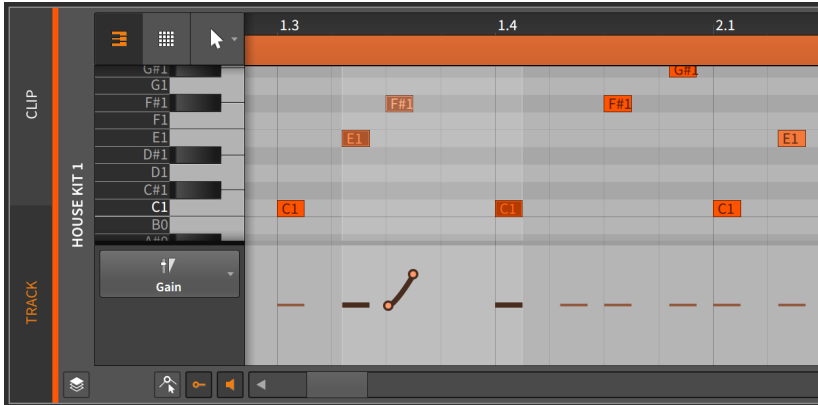 1.3
1.4
2.1
CLIP
TRACK
HOUSE KIT 1
G#1
G1
F#1
F1
E1
D#1
D1
C#1
C1
B0
A#0
G#1
F#1
F#1
E1
E1
C1
C1
C1
Gain